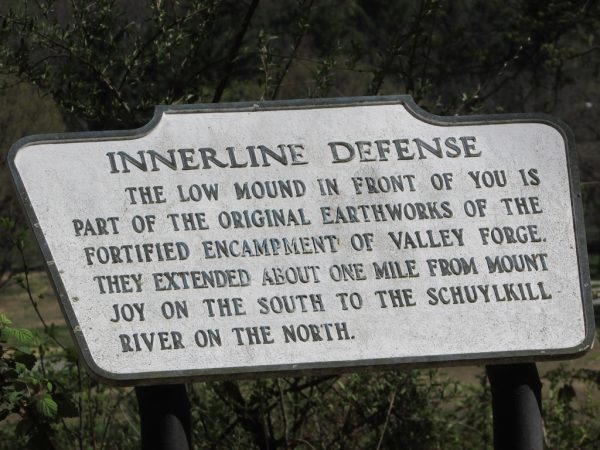 INNERLINE DEFENSE
THE LOW MOUND IN FRONT OF YOU IS
PART OF THE ORIGINAL EARTHWORKS OF THE
FORTIFIED ENCAMPMENT OF VALLEY FORGE.
THEY EXTENDED ABOUT ONE MILE FROM MOUNT
JOY ON THE SOUTH TO THE SCHUYLKILL
RIVER ON THE NORTH.